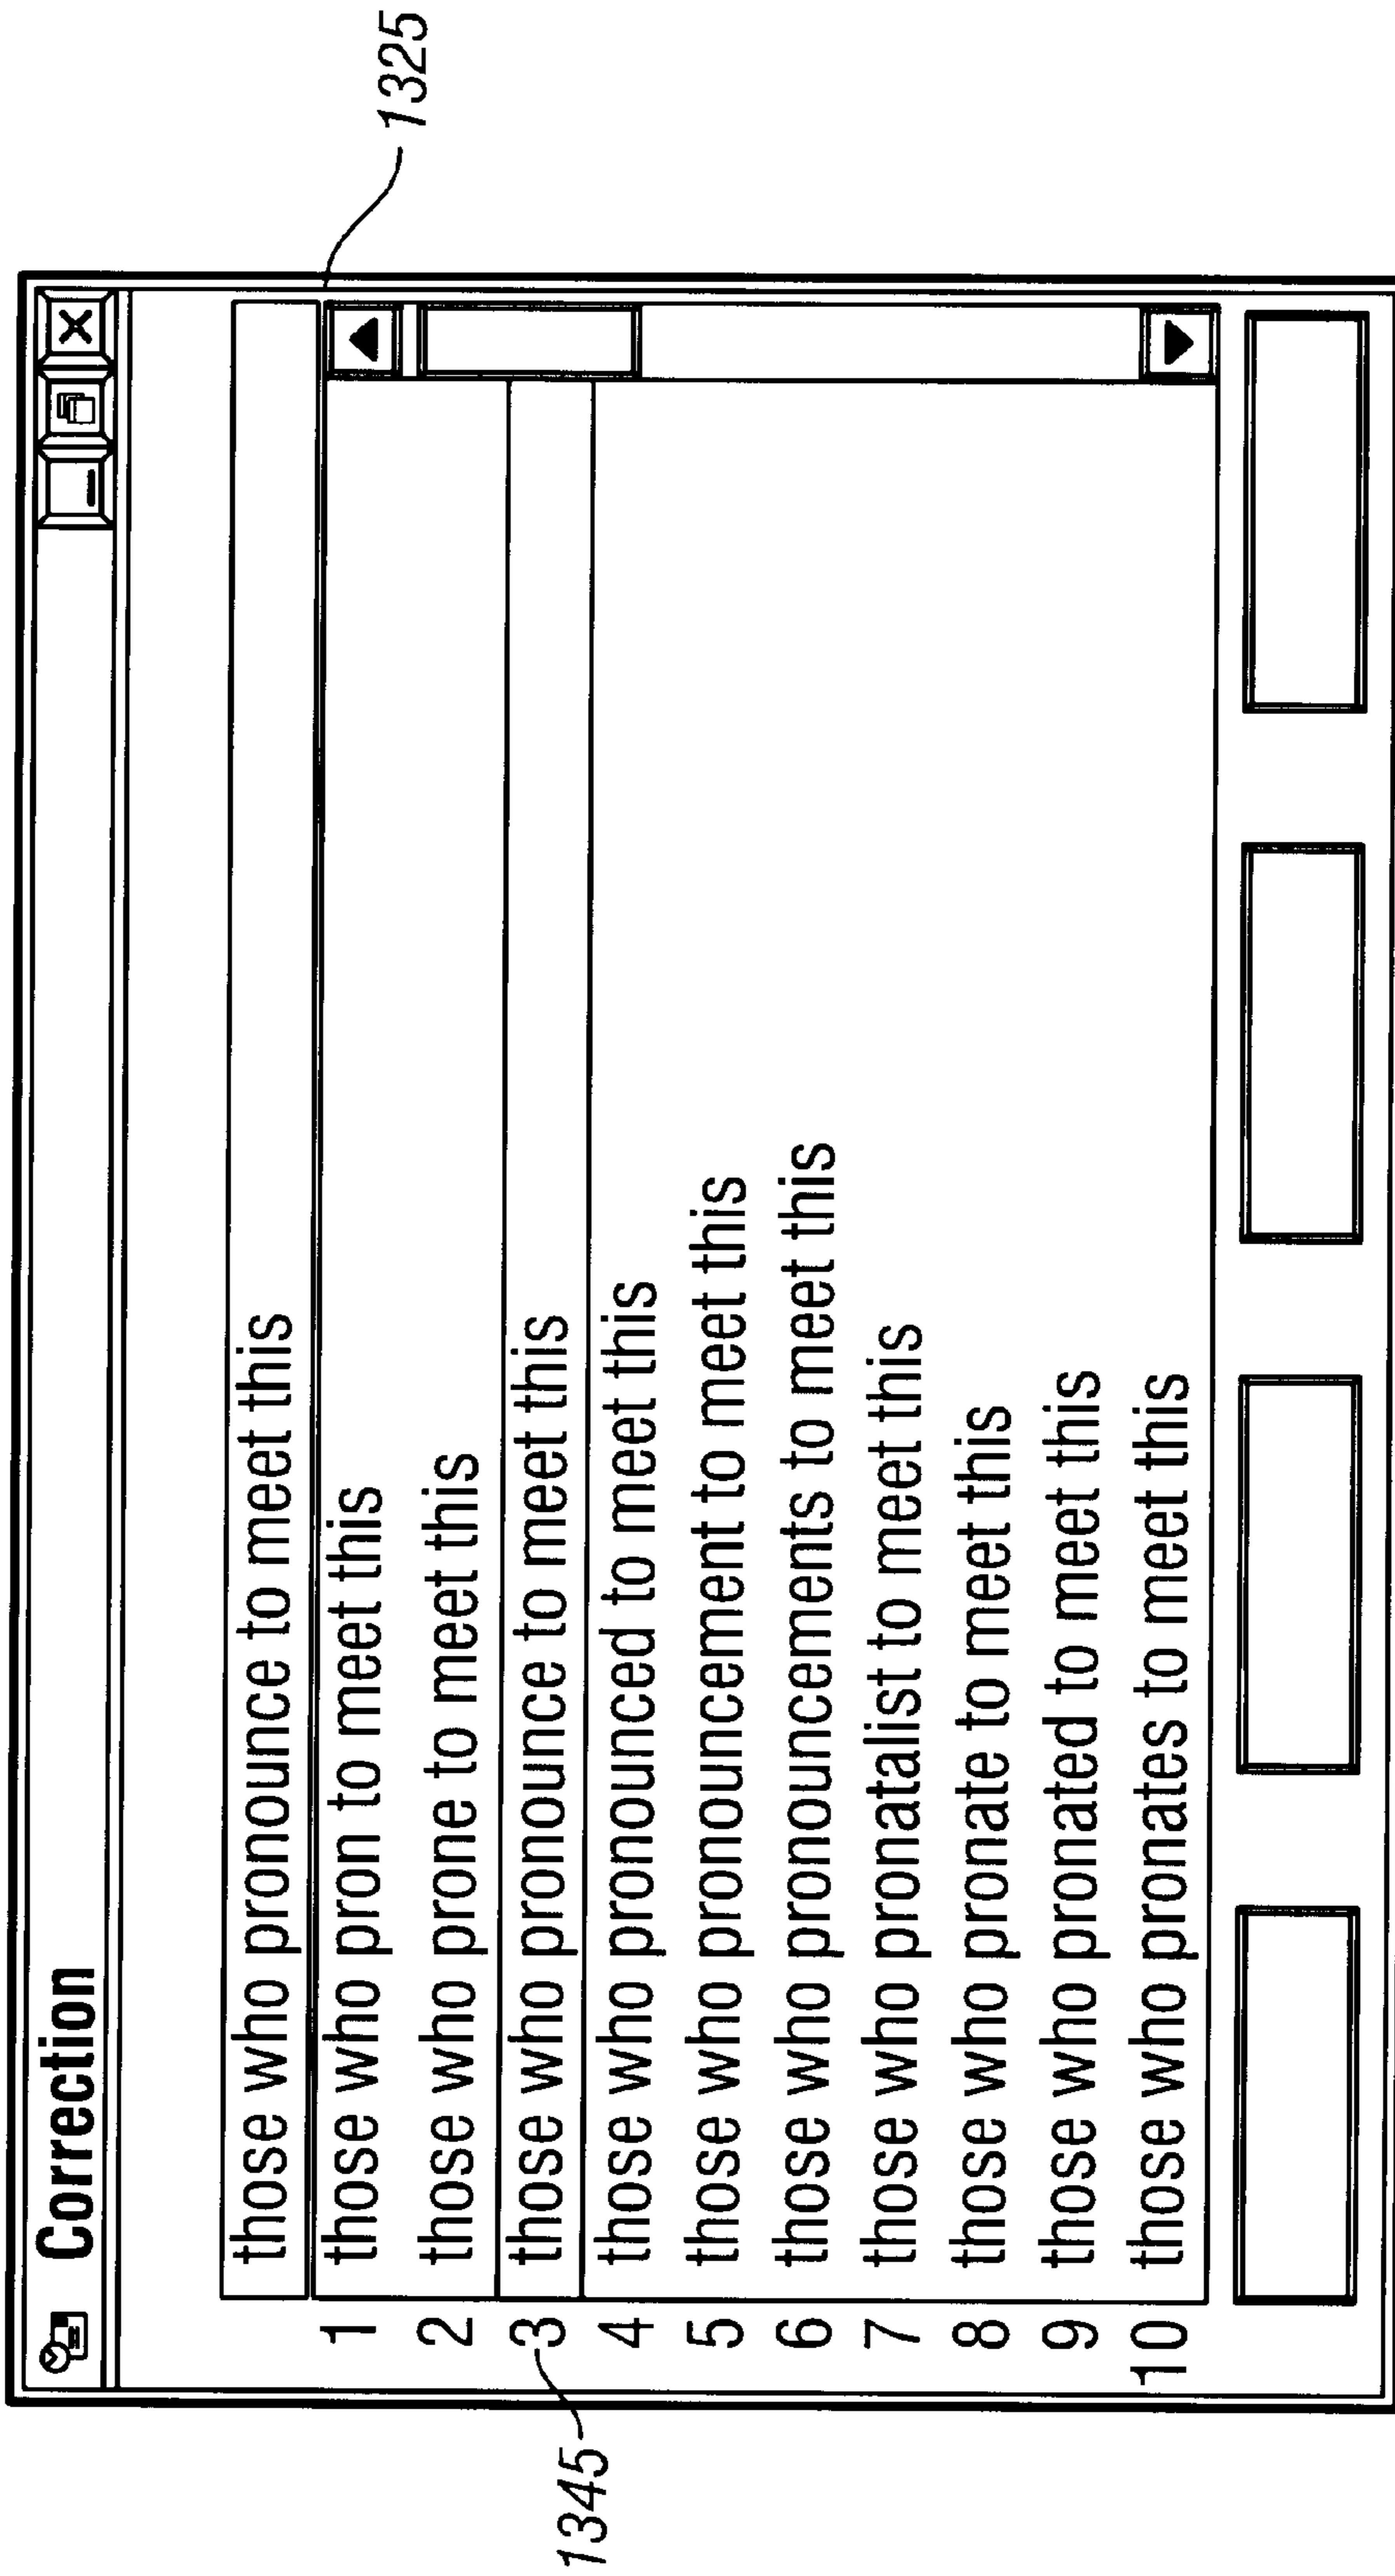 Correction
1325
those who pronounce to meet this
1 those who pron to meet this
2 those who prone to meet this
1345
3 those who pronounce to meet this
4 those who pronounced to meet this
5 those who pronouncement to meet this
6 those who pronouncements to meet this
7 those who pronatalist to meet this
8 those who pronate to meet this
9 those who pronated to meet this
10 those who pronates to meet this